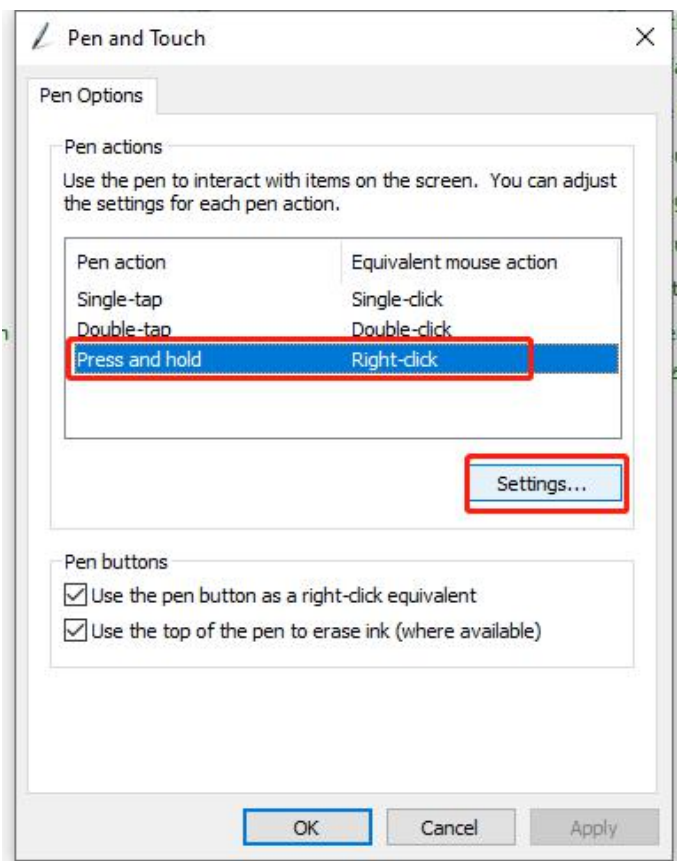 Pen and Touch
Pen Options
Pen actions
Use the pen to interact with items on the screen.  You can adjust
the settings for each pen action.
Pen action Equivalent mouse action
Single-tap Single-click
Double-tap Double-click
Press and hold Right-click
Settings...
Pen buttons
Use the pen button as a right-click equivalent
Use the top of the pen to erase ink (where available)
OK Cancel Apply